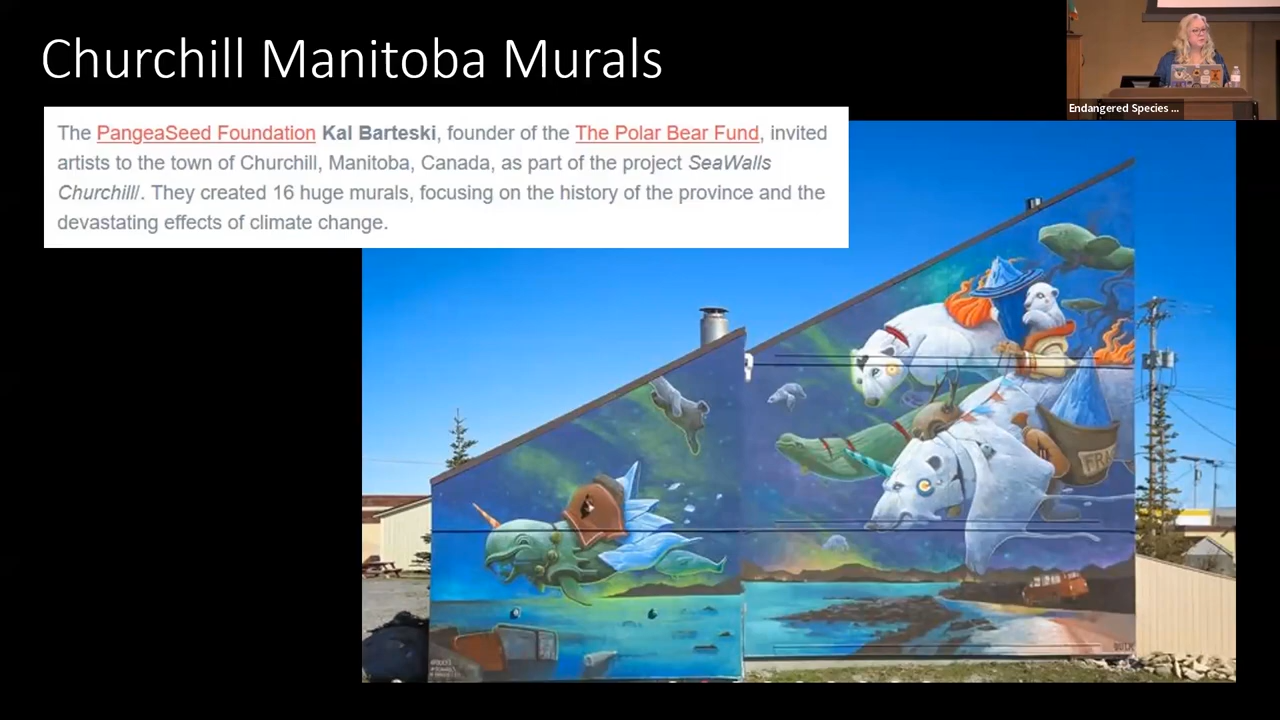 Churchill Manitoba Murals
Endangered Species ...
The PangeaSeed Foundation Kal Barteski, founder of the The Polar Bear Fund, invited
artists to the town of Churchill, Manitoba, Canada, as part of the project SeaWalls
Churchill/. They created 16 huge murals, focusing on the history of the province and the
devastating effects of climate change.
FRA